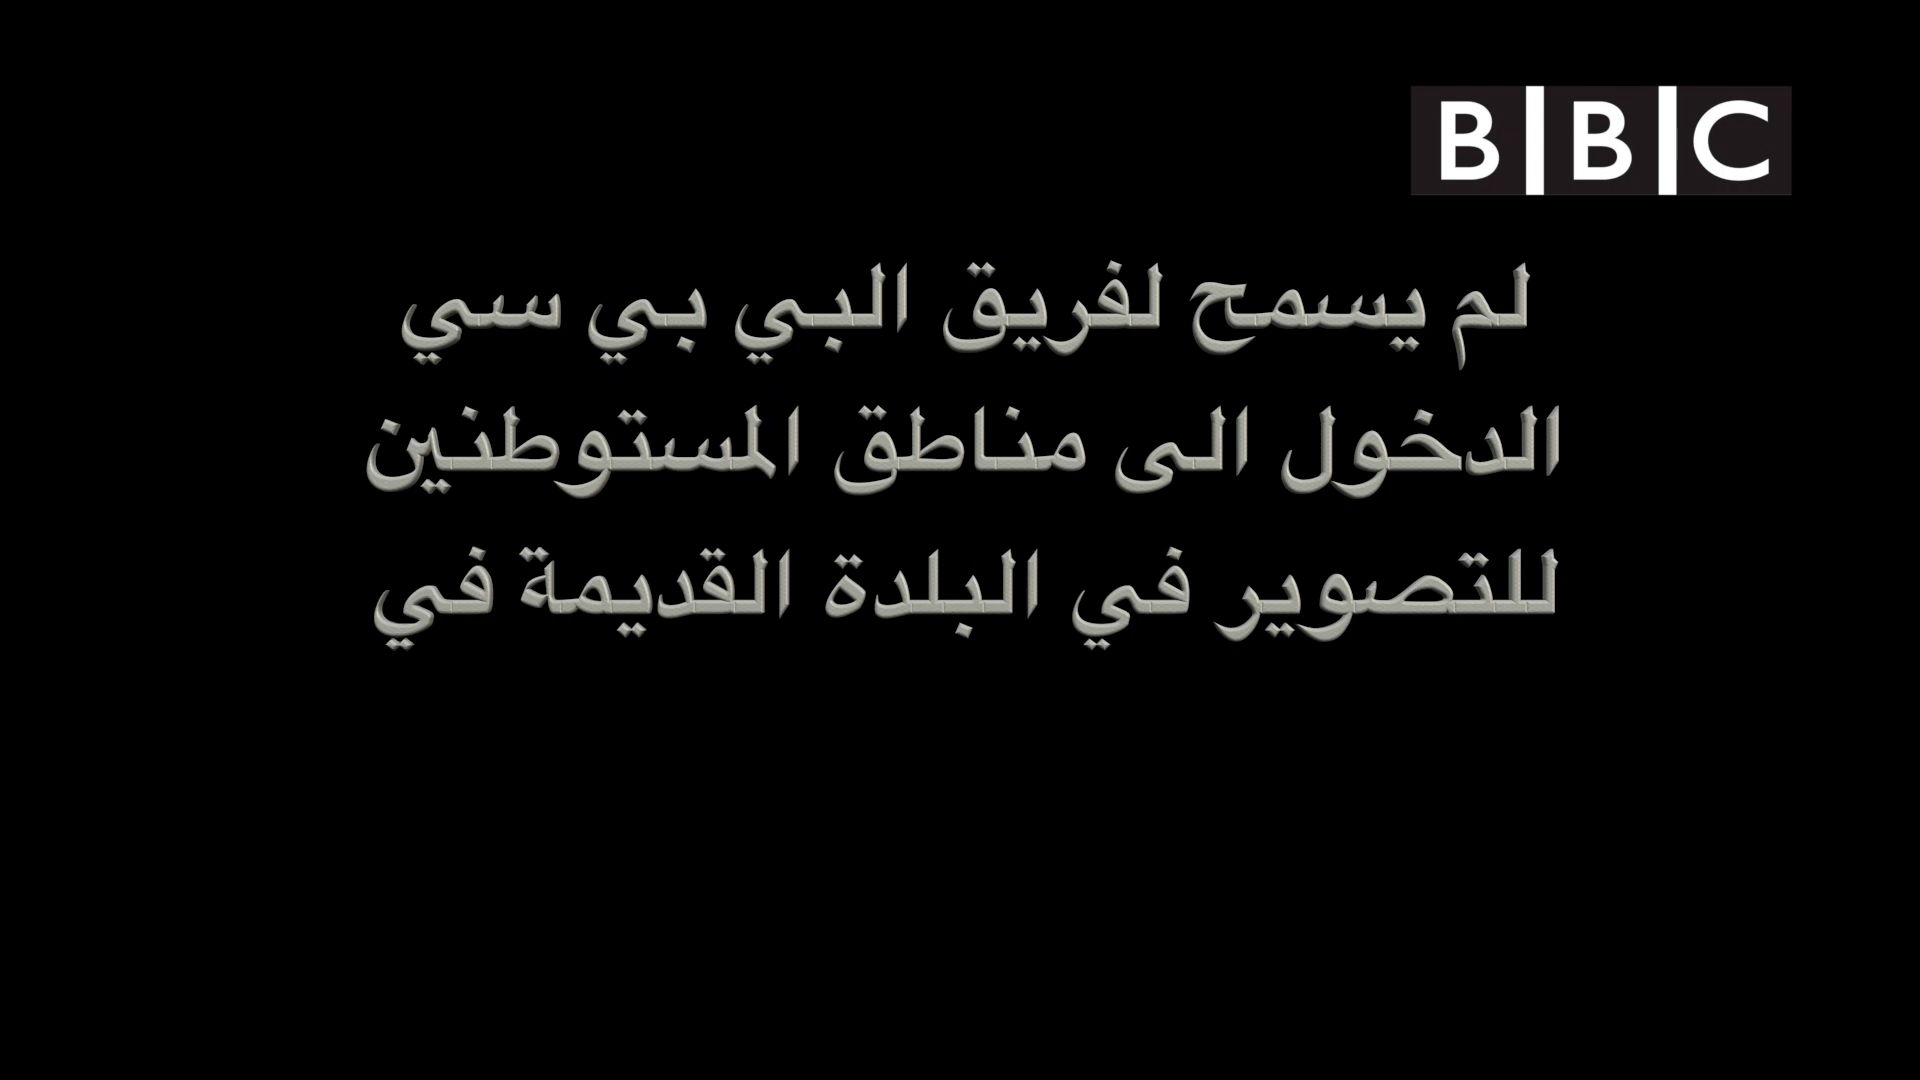 BBC
لم يسمح لفريق البي بي سي
الدخول الى مناطق المستوطنين
للتصوير في البلدة القديمة في